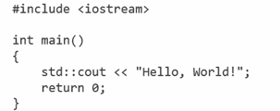 #include <iostream>

int main()
{
    std::cout << "Hello, World!";
    return 0;
}